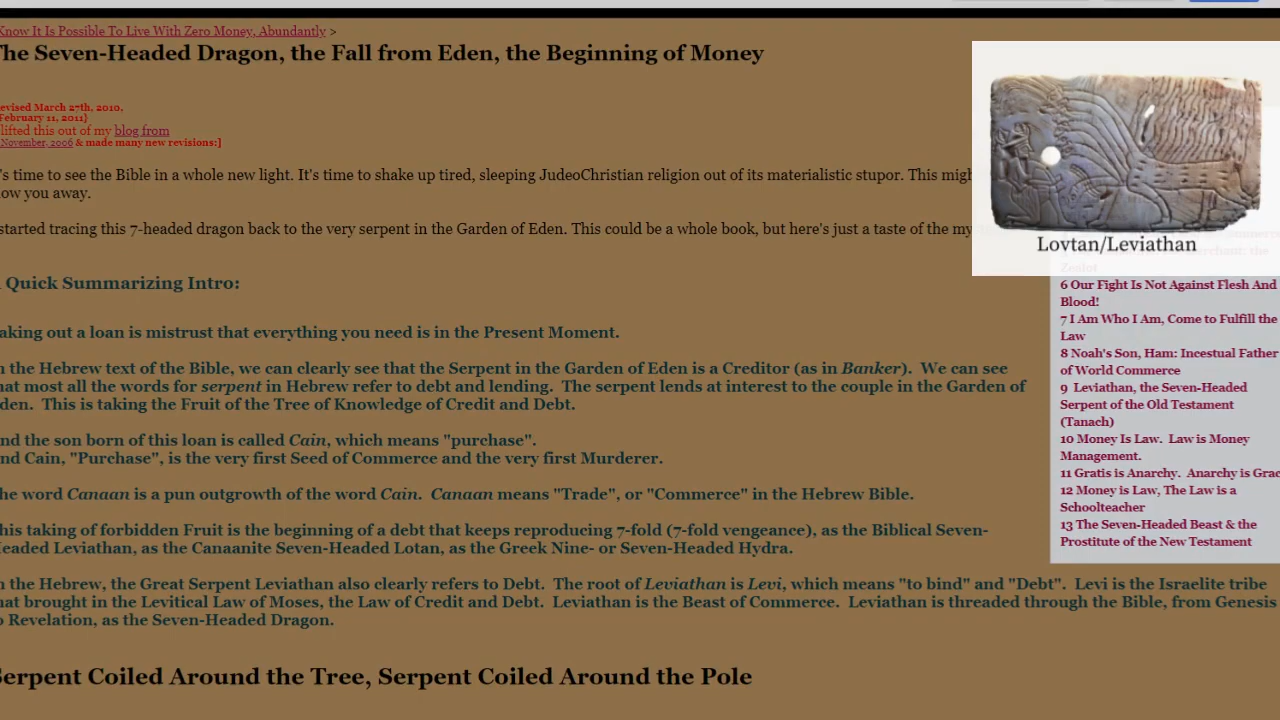 Know It Is Possible To Live With Zero Money, Abundantly >
The Seven-Headed Dragon, the Fall from Eden, the Beginning of Money
evised March 27th, 2010,
February 11, 2011}
lifted this out of my blog from
November, 2006 & made many new revisions:]
's time to see the Bible in a whole new light. It's time to shake up tired, sleeping JudeoChristian religion out of its materialistic stupor. This migh
ow you away.
started tracing this 7-headed dragon back to the very serpent in the Garden of Eden. This could be a whole book, but here's just a taste of the my
Quick Summarizing Intro:
aking out a loan is mistrust that everything you need is in the Present Moment.
n the Hebrew text of the Bible, we can clearly see that the Serpent in the Garden of Eden is a Creditor (as in Banker). We can see
hat most all the words for serpent in Hebrew refer to debt and lending. The serpent lends at interest to the couple in the Garden of
den. This is taking the Fruit of the Tree of Knowledge of Credit and Debt.
nd the son born of this loan is called Cain, which means "purchase".
nd Cain, "Purchase", is the very first Seed of Commerce and the very first Murderer.
he word Canaan is a pun outgrowth of the word Cain. Canaan means "Trade", or "Commerce" in the Hebrew Bible.
his taking of forbidden Fruit is the beginning of a debt that keeps reproducing 7-fold (7-fold vengeance), as the Biblical Seven-
eaded Leviathan, as the Canaanite Seven-Headed Lotan, as the Greek Nine- or Seven-Headed Hydra.
n the Hebrew, the Great Serpent Leviathan also clearly refers to Debt. The root of Leviathan is Levi, which means "to bind" and "Debt". Levi is the Israelite tribe
hat brought in the Levitical Law of Moses, the Law of Credit and Debt. Leviathan is the Beast of Commerce. Leviathan is threaded through the Bible, from Genesis
o Revelation, as the Seven-Headed Dragon.
Serpent Coiled Around the Tree, Serpent Coiled Around the Pole
Lovtan/Leviathan
Zealot
6 Our Fight Is Not Against Flesh And
Blood!
7 I Am Who I Am, Come to Fulfill the
Law
8 Noah's Son, Ham: Incestual Father
of World Commerce
9 Leviathan, the Seven-Headed
Serpent of the Old Testament
(Tanach)
10 Money Is Law. Law is Money
Management.
11 Gratis is Anarchy. Anarchy is Grac
12 Money is Law, The Law is a
Schoolteacher
13 The Seven-Headed Beast & the
Prostitute of the New Testament